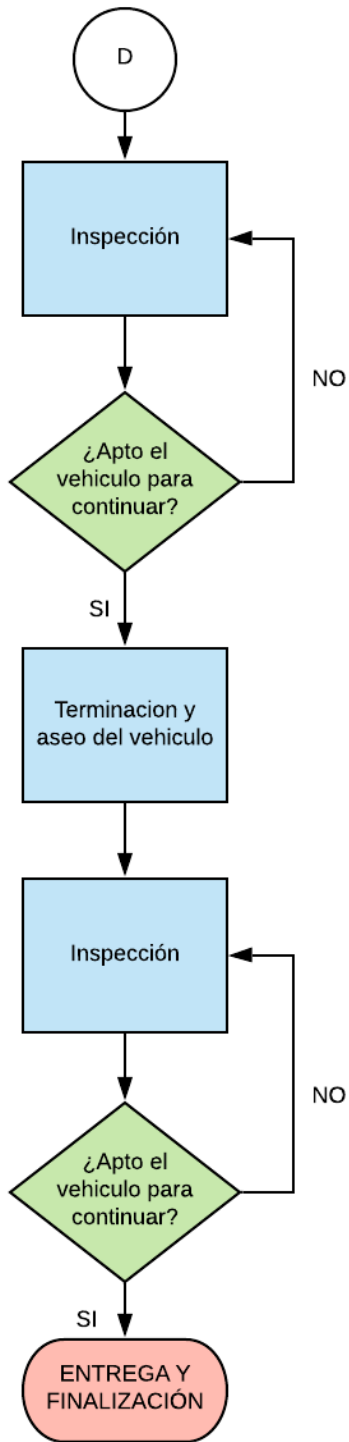 D
Inspección
NO
¿Apto el
vehiculo para
continuar?
SI
Terminacion y
aseo del vehiculo
Inspección
NO
¿Apto el
vehiculo para
continuar?
SI
ENTREGA Y
FINALIZACIÓN